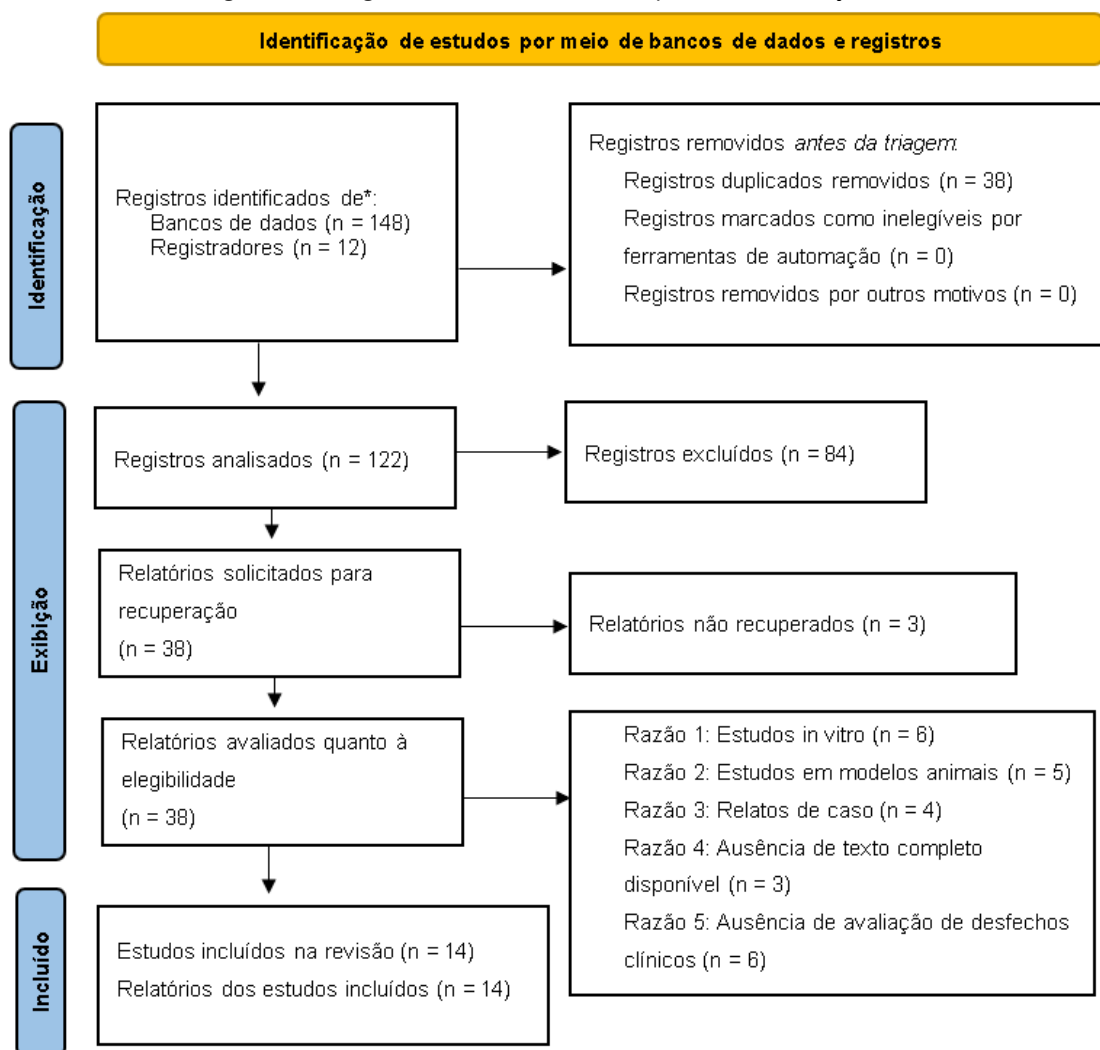 Identificação de estudos por meio de bancos de dados e registros
Identificação
Registros identificados de*:
Bancos de dados (n = 148)
Registradores (n = 12)
Registros removidos antes da triagem:
Registros duplicados removidos (n = 38)
Registros marcados como inelegíveis por
ferramentas de automação (n = 0)
Registros removidos por outros motivos (n = 0)
Exibição
Registros analisados (n = 122)
Registros excluídos (n = 84)
Relatórios solicitados para
recuperação
(n = 38)
Relatórios não recuperados (n = 3)
Relatórios avaliados quanto à
elegibilidade
(n = 38)
Razão 1: Estudos in vitro (n = 6)
Razão 2: Estudos em modelos animais (n = 5)
Razão 3: Relatos de caso (n = 4)
Razão 4: Ausência de texto completo
disponível (n = 3)
Razão 5: Ausência de avaliação de desfechos
clínicos (n = 6)
Incluído
Estudos incluídos na revisão (n = 14)
Relatórios dos estudos incluídos (n = 14)